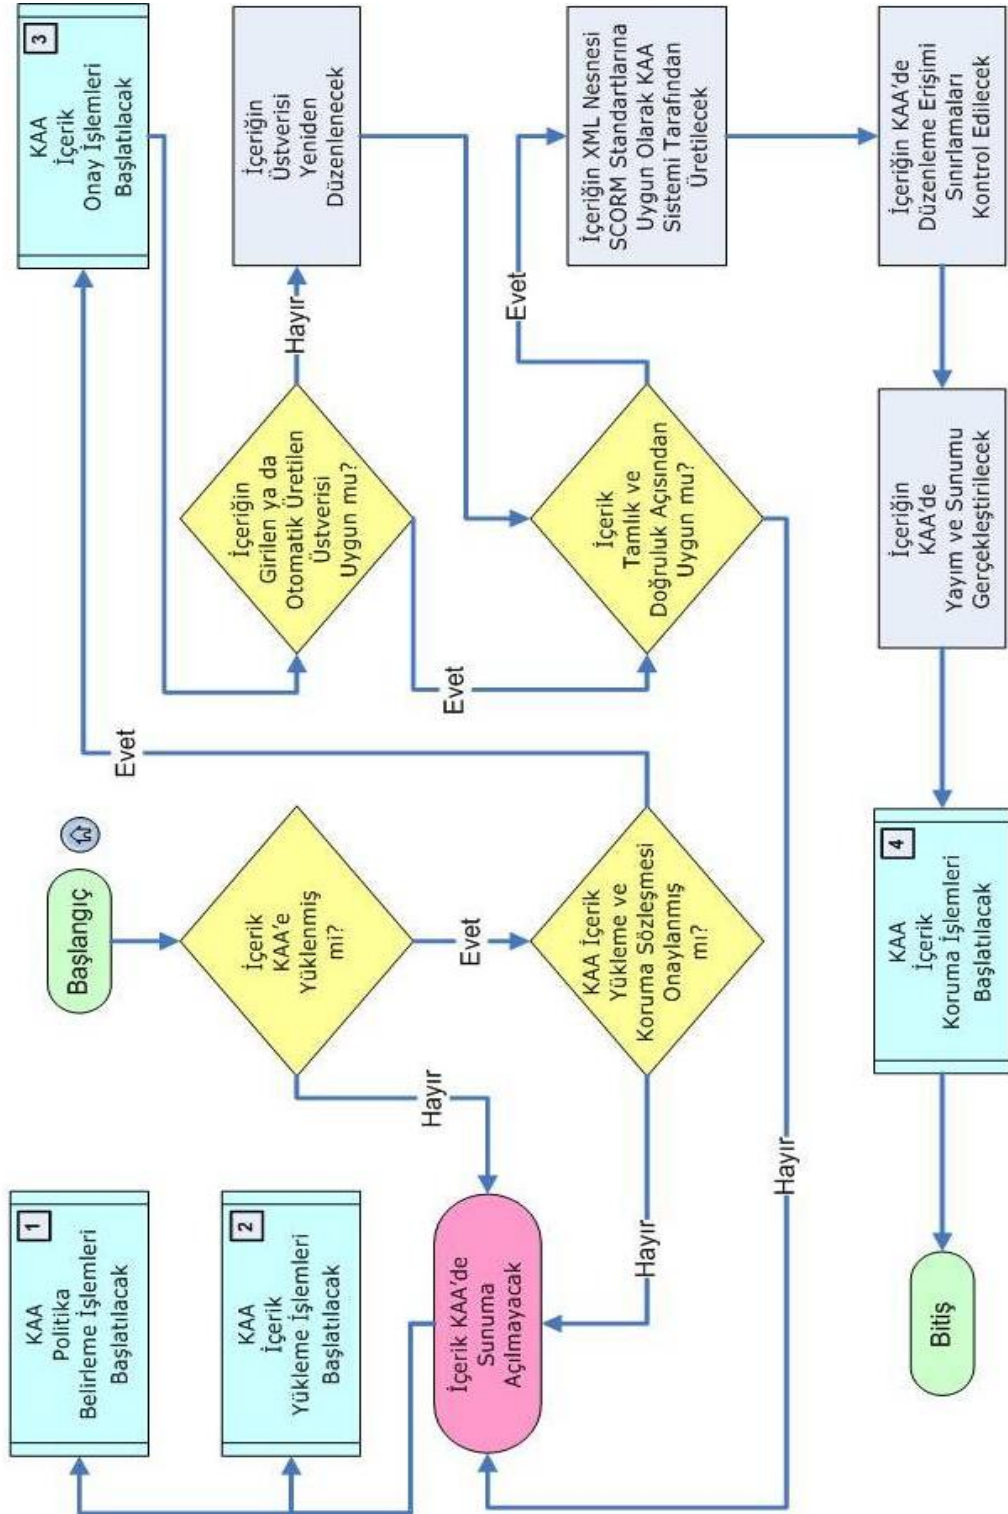 1
KAA
Politika
Belirleme İşlemleri
Başlatılacak
2
KAA
İçerik
Yükleme İşlemleri
Başlatılacak
İçerik KAA'de
Sunuma
Açılmayacak
Başlangıç
İçerik
KAA'e
Yüklenmiş
mi?
Hayır
Evet
KAA İçerik
Yükleme ve
Koruma Sözleşmesi
Onaylanmış
mı?
Hayır
Evet
3
KAA
İçerik
Onay İşlemleri
Başlatılacak
İçeriğin
Girilen ya da
Otomatik Üretilen
Üstverisi
Uygun mu?
Hayır
Evet
İçeriğin
Üstverisi
Yeniden
Düzenlenecek
İçerik
Tamlık ve
Doğruluk Açısından
Uygun mu?
Hayır
Evet
İçeriğin XML Nesnesi
SCORM Standartlarına
Uygun Olarak KAA
Sistemi Tarafından
Üretilecek
İçeriğin KAA'de
Düzenleme Erişimi
Sınırlamaları
Kontrol Edilecek
İçeriğin
KAA'de
Yayım ve Sunumu
Gerçekleştirilecek
4
KAA
İçerik
Koruma İşlemleri
Başlatılacak
Bitiş